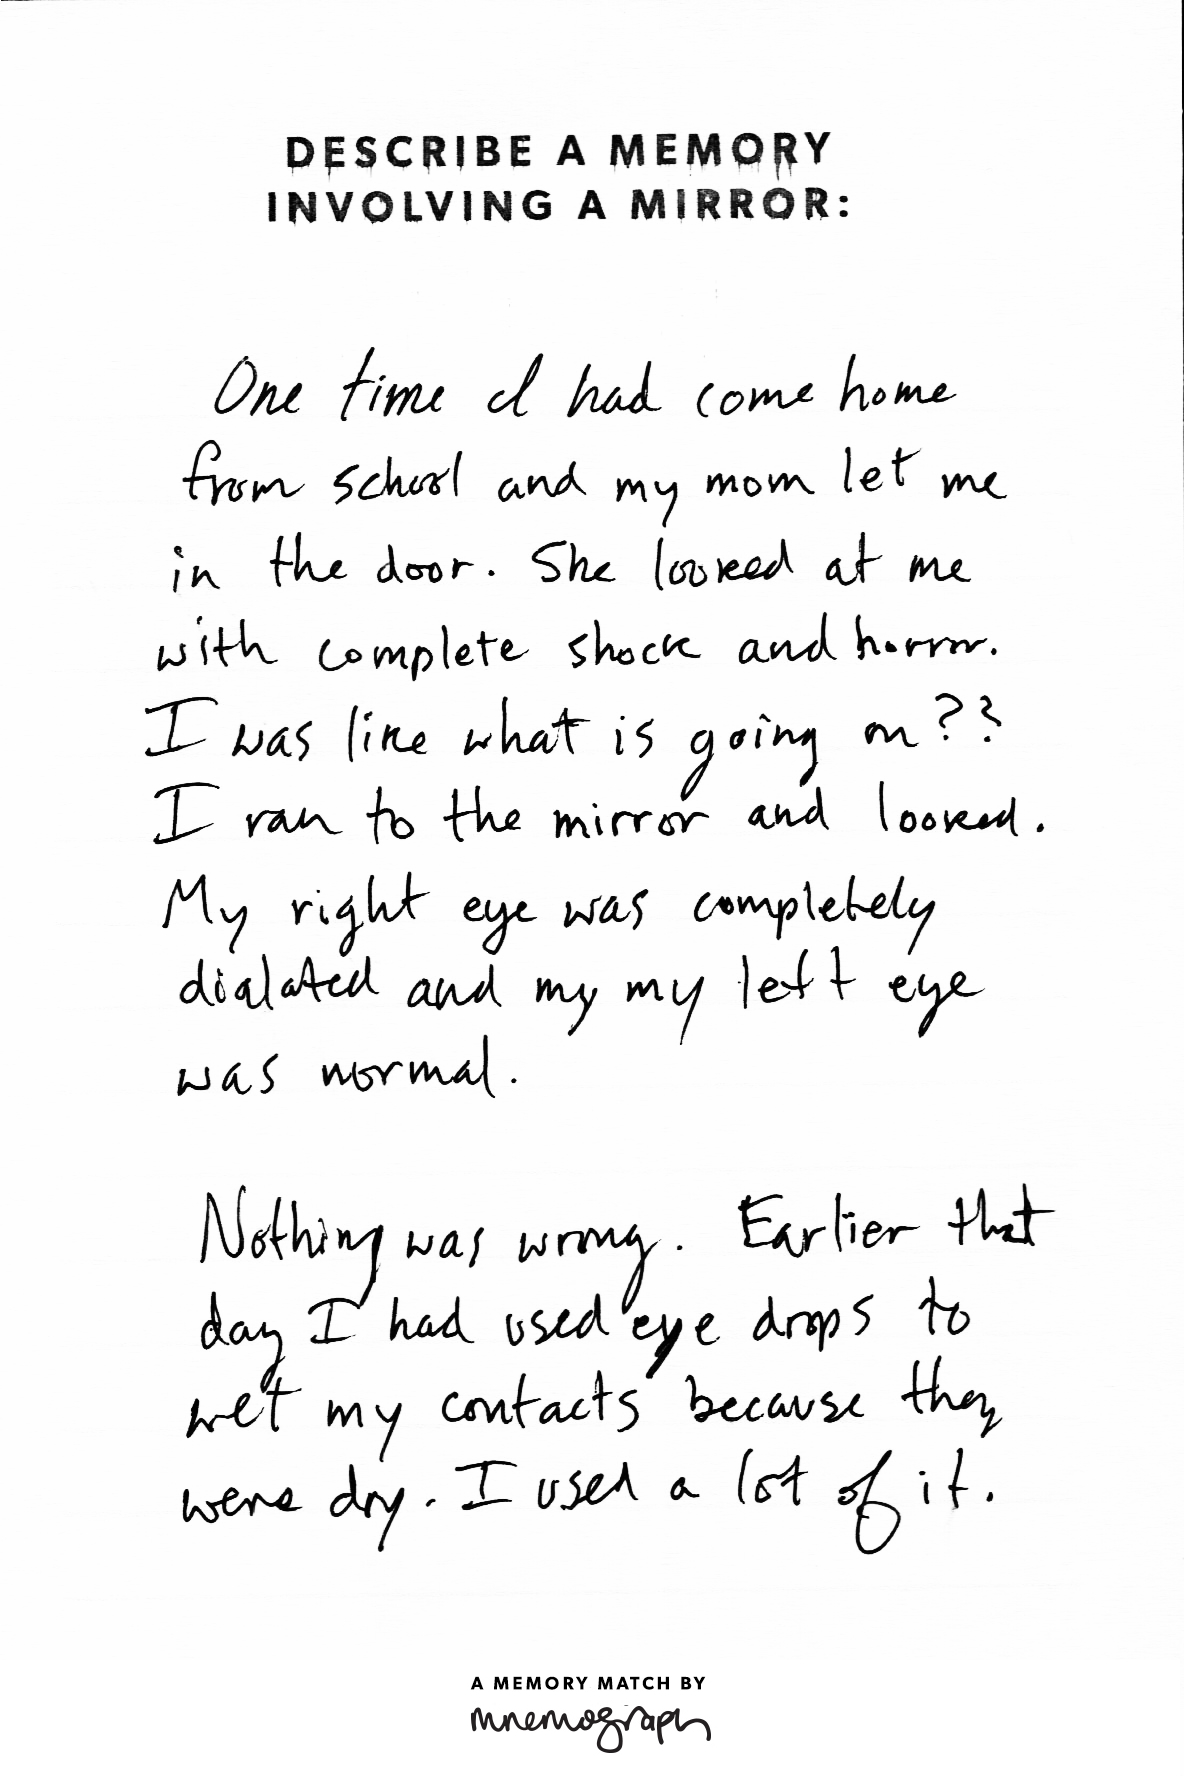 DESCRIBE A MEMORY
INVOLVING A MIRROR:
One time I had come home
from school and my mom let me
in the door. She looked at me
with complete shock and horror.
I was like what is going on??
I ran to the mirror and looked.
My right eye was completely
dialated and my my left eye
was normal.
Nothing was wrong. Earlier that
day I had used eye drops to
wet my contacts because they
were dry. I used a lot of it.
A MEMORY MATCH BY
mnemograph